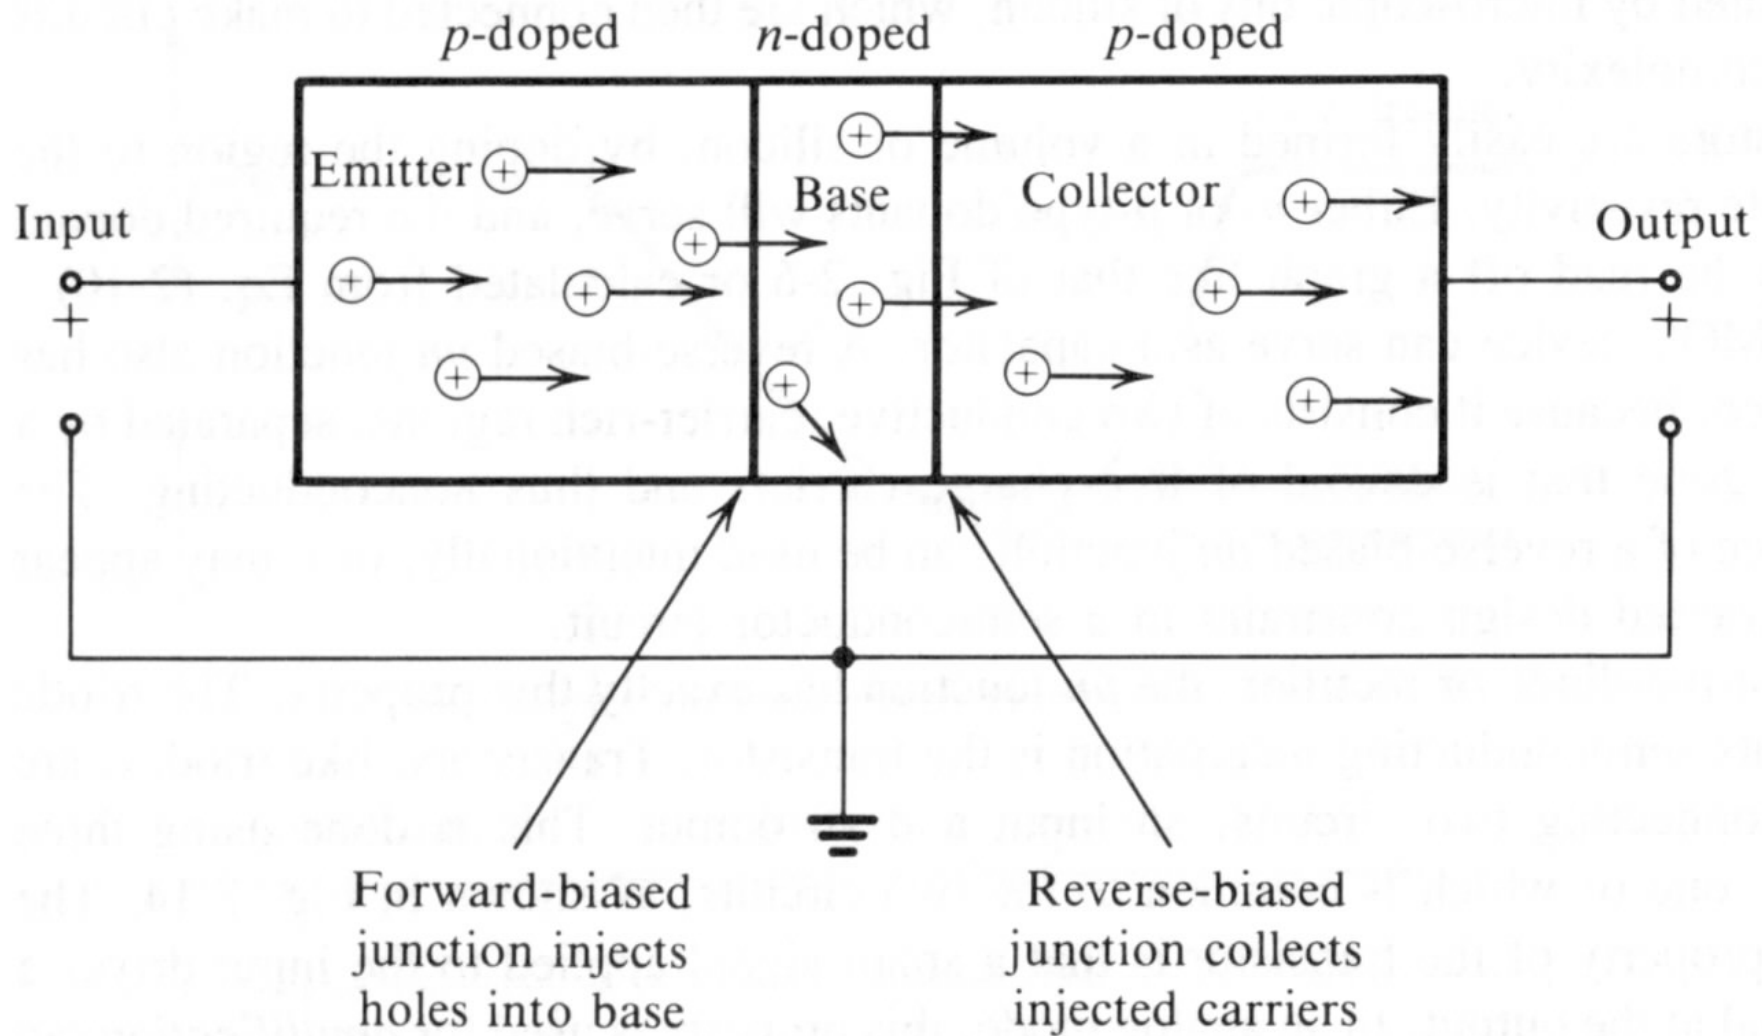 p-doped n-doped p-doped
Emitter
Base
Collector
Input
Output
+
+
Forward-biased
junction injects
holes into base
Reverse-biased
junction collects
injected carriers